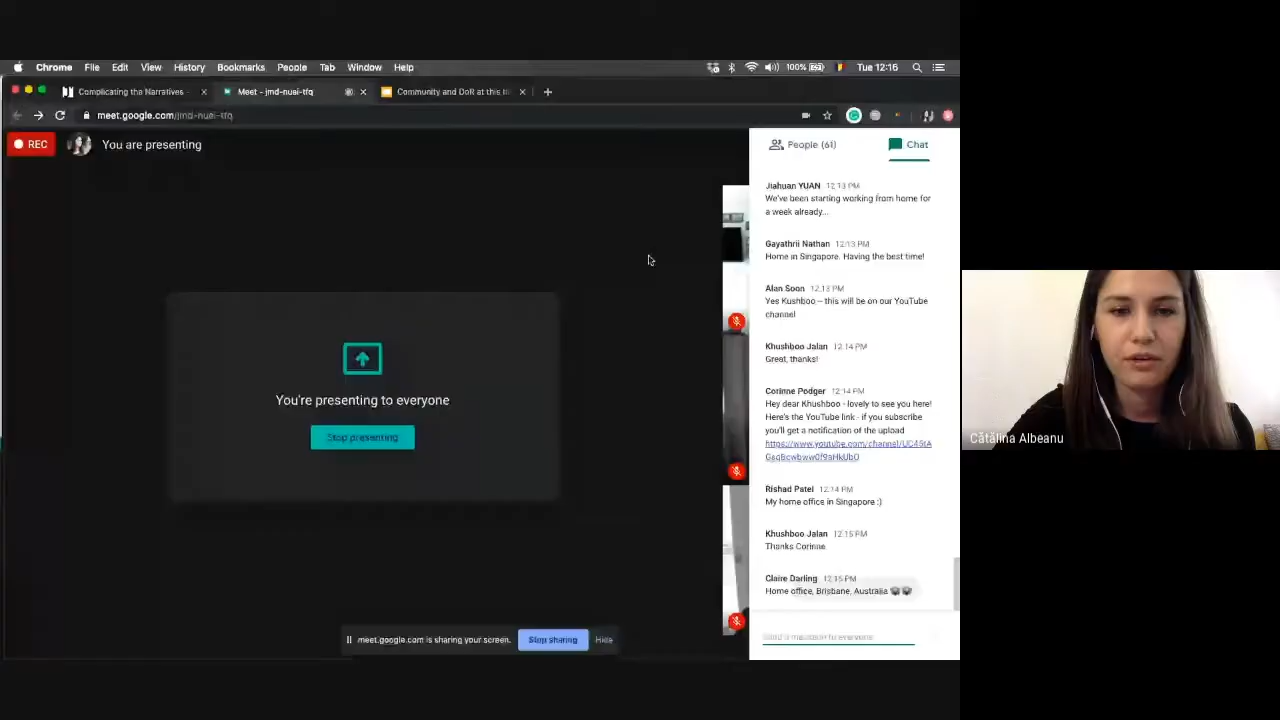 Chrome File Edit View History Bookmarks People Tab Window Help
100% Tue 12:16
Complicating the Narratives -
Meet - jmd-nuei-tfq
Community and DoR at this ti
meet.google.com/jmd-nuei-tfq
REC
You are presenting
People (61)
Chat
Jiahuan YUAN 12:13 PM
We've been starting working from home for
a week already...
Gayathrii Nathan 12:13 PM
Home in Singapore. Having the best time!
Alan Soon 12:13 PM
Yes Kushboo – this will be on our YouTube
channel
Khushboo Jalan 12:14 PM
Great, thanks!
Corinne Podger 12:14 PM
Hey dear Khushboo - lovely to see you here!
Here's the YouTube link - if you subscribe
you'll get a notification of the upload
Rishad Patel 12:14 PM
My home office in Singapore :)
Khushboo Jalan 12:15 PM
Thanks Corinne
Claire Darling 12:15 PM
Home office, Brisbane, Australia 🐨🐨
Send a message to everyone
You're presenting to everyone
Stop presenting
meet.google.com is sharing your screen.
Stop sharing
Hide
Cătălina Albeanu